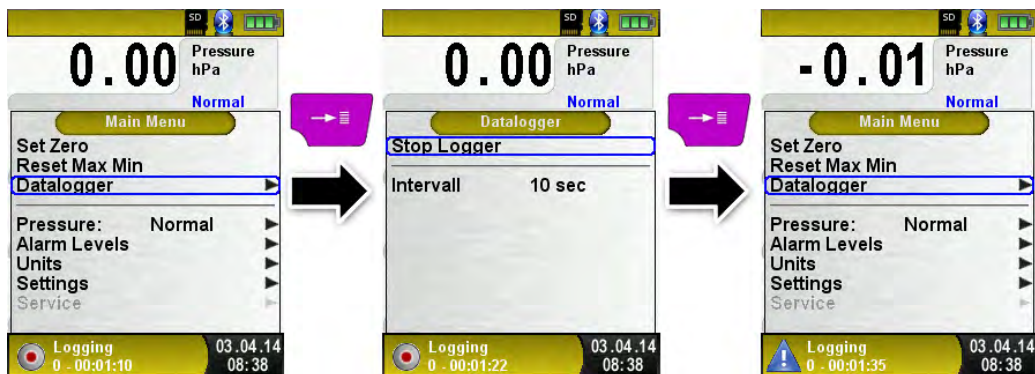 SD
0.00
Pressure
hPa
Normal
Main Menu
Set Zero
Reset Max Min
Datalogger
Pressure: Normal
Alarm Levels
Units
Settings
Service
Logging
0 - 00:01:10
03.04.14
08:38
SD
0.00
Pressure
hPa
Normal
Datalogger
Stop Logger
Intervall 10 sec
Logging
0 - 00:01:22
03.04.14
08:38
SD
-0.01
Pressure
hPa
Normal
Main Menu
Set Zero
Reset Max Min
Datalogger
Pressure: Normal
Alarm Levels
Units
Settings
Service
Logging
0 - 00:01:35
03.04.14
08:38